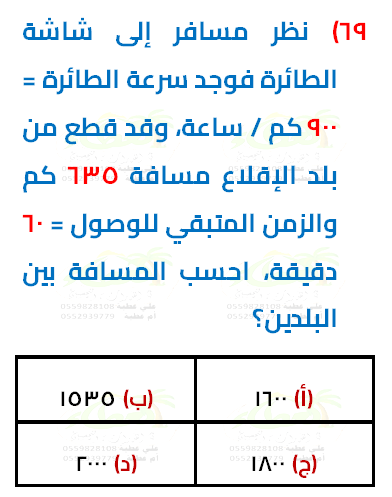 ٦٩) نظر مسافر إلى شاشة
الطائرة فوجد سرعة الطائرة =
٩٠٠ كم / ساعة، وقد قطع من
بلد الإقلاع مسافة ٦٣٥ كم
والزمن المتبقي للوصول = ٦٠
دقيقة، احسب المسافة بين
البلدين؟
(أ) ١٦٠٠
(ب) ١٥٣٥
(ج) ١٨٠٠
(د) ٢٠٠٠